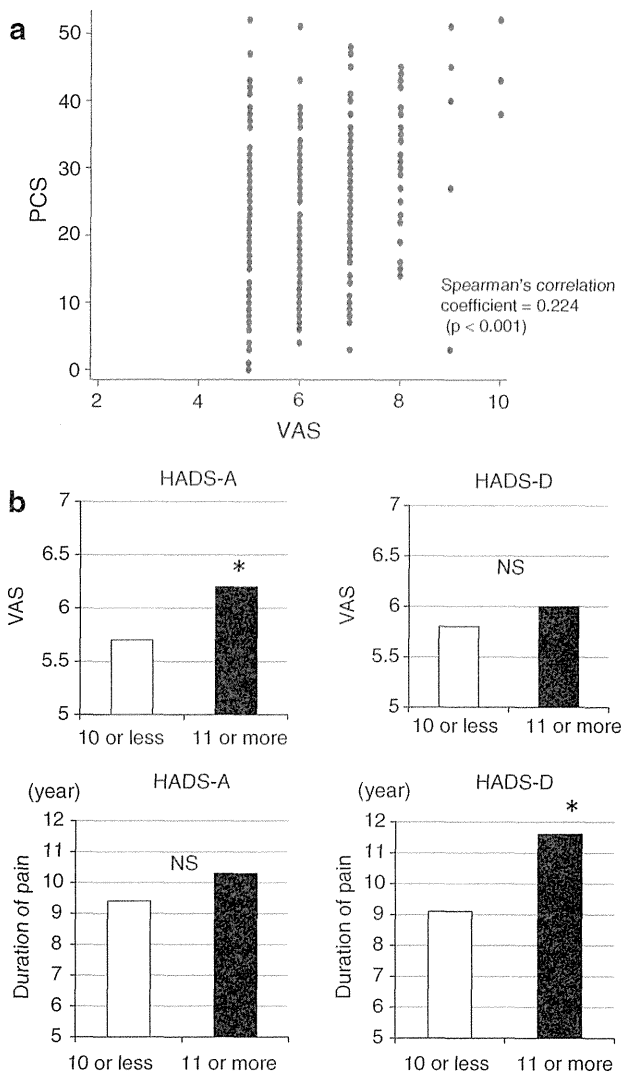 a
50
40
30
20
10
0
PCS
2 4 6 8 10
VAS
Spearman's correlation
coefficient = 0.224
(p < 0.001)
b
HADS-A
7
6.5
6
5.5
5
VAS
*
10 or less 11 or more
HADS-D
7
6.5
6
5.5
5
VAS
NS
10 or less 11 or more
HADS-A
(year)
12
11
10
9
8
7
6
5
Duration of pain
NS
10 or less 11 or more
HADS-D
(year)
12
11
10
9
8
7
6
5
Duration of pain
*
10 or less 11 or more